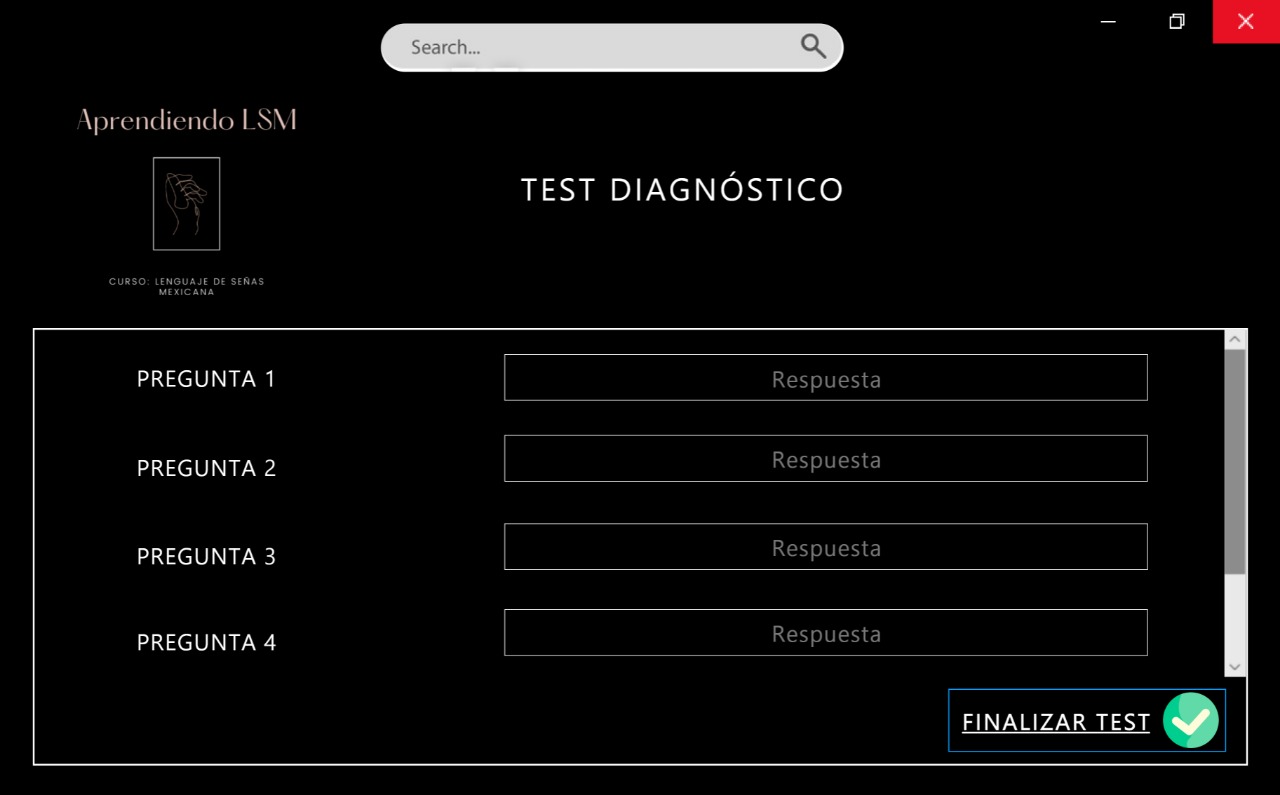 Search...
Aprendiendo LSM
TEST DIAGNÓSTICO
CURSO: LENGUAJE DE SEÑAS
MEXICANA
PREGUNTA 1
Respuesta
PREGUNTA 2
Respuesta
PREGUNTA 3
Respuesta
PREGUNTA 4
Respuesta
FINALIZAR TEST